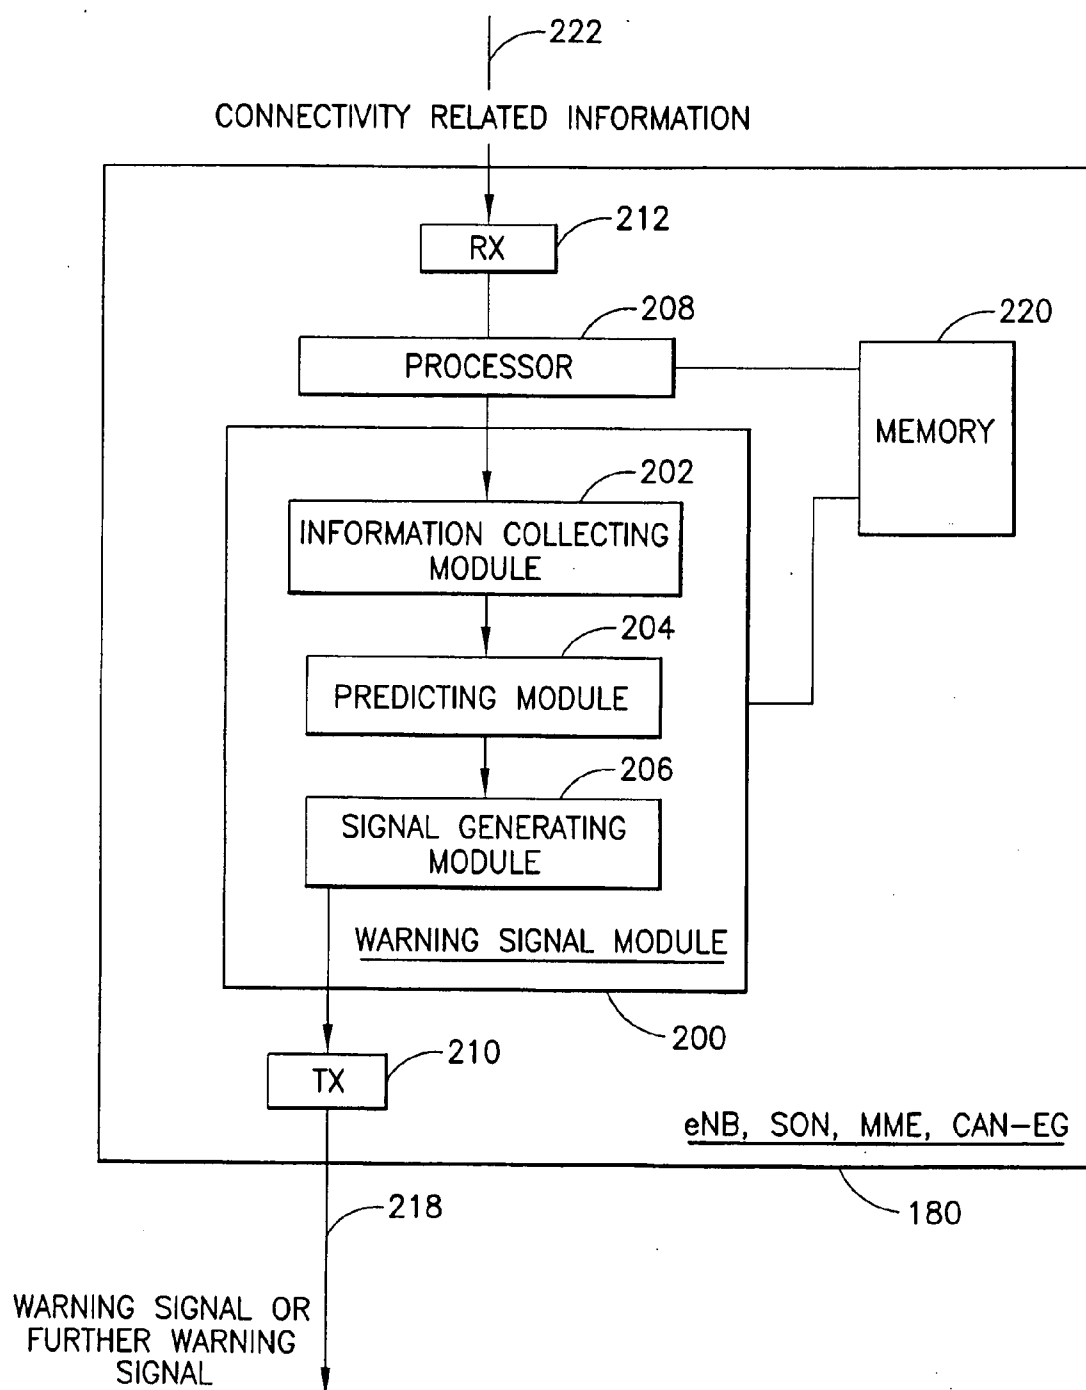 222
CONNECTIVITY RELATED INFORMATION
212
RX
208
PROCESSOR
220
MEMORY
202
INFORMATION COLLECTING
MODULE
204
PREDICTING MODULE
206
SIGNAL GENERATING
MODULE
WARNING SIGNAL MODULE
200
210
TX
eNB, SON, MME, CAN-EG
180
218
WARNING SIGNAL OR
FURTHER WARNING
SIGNAL